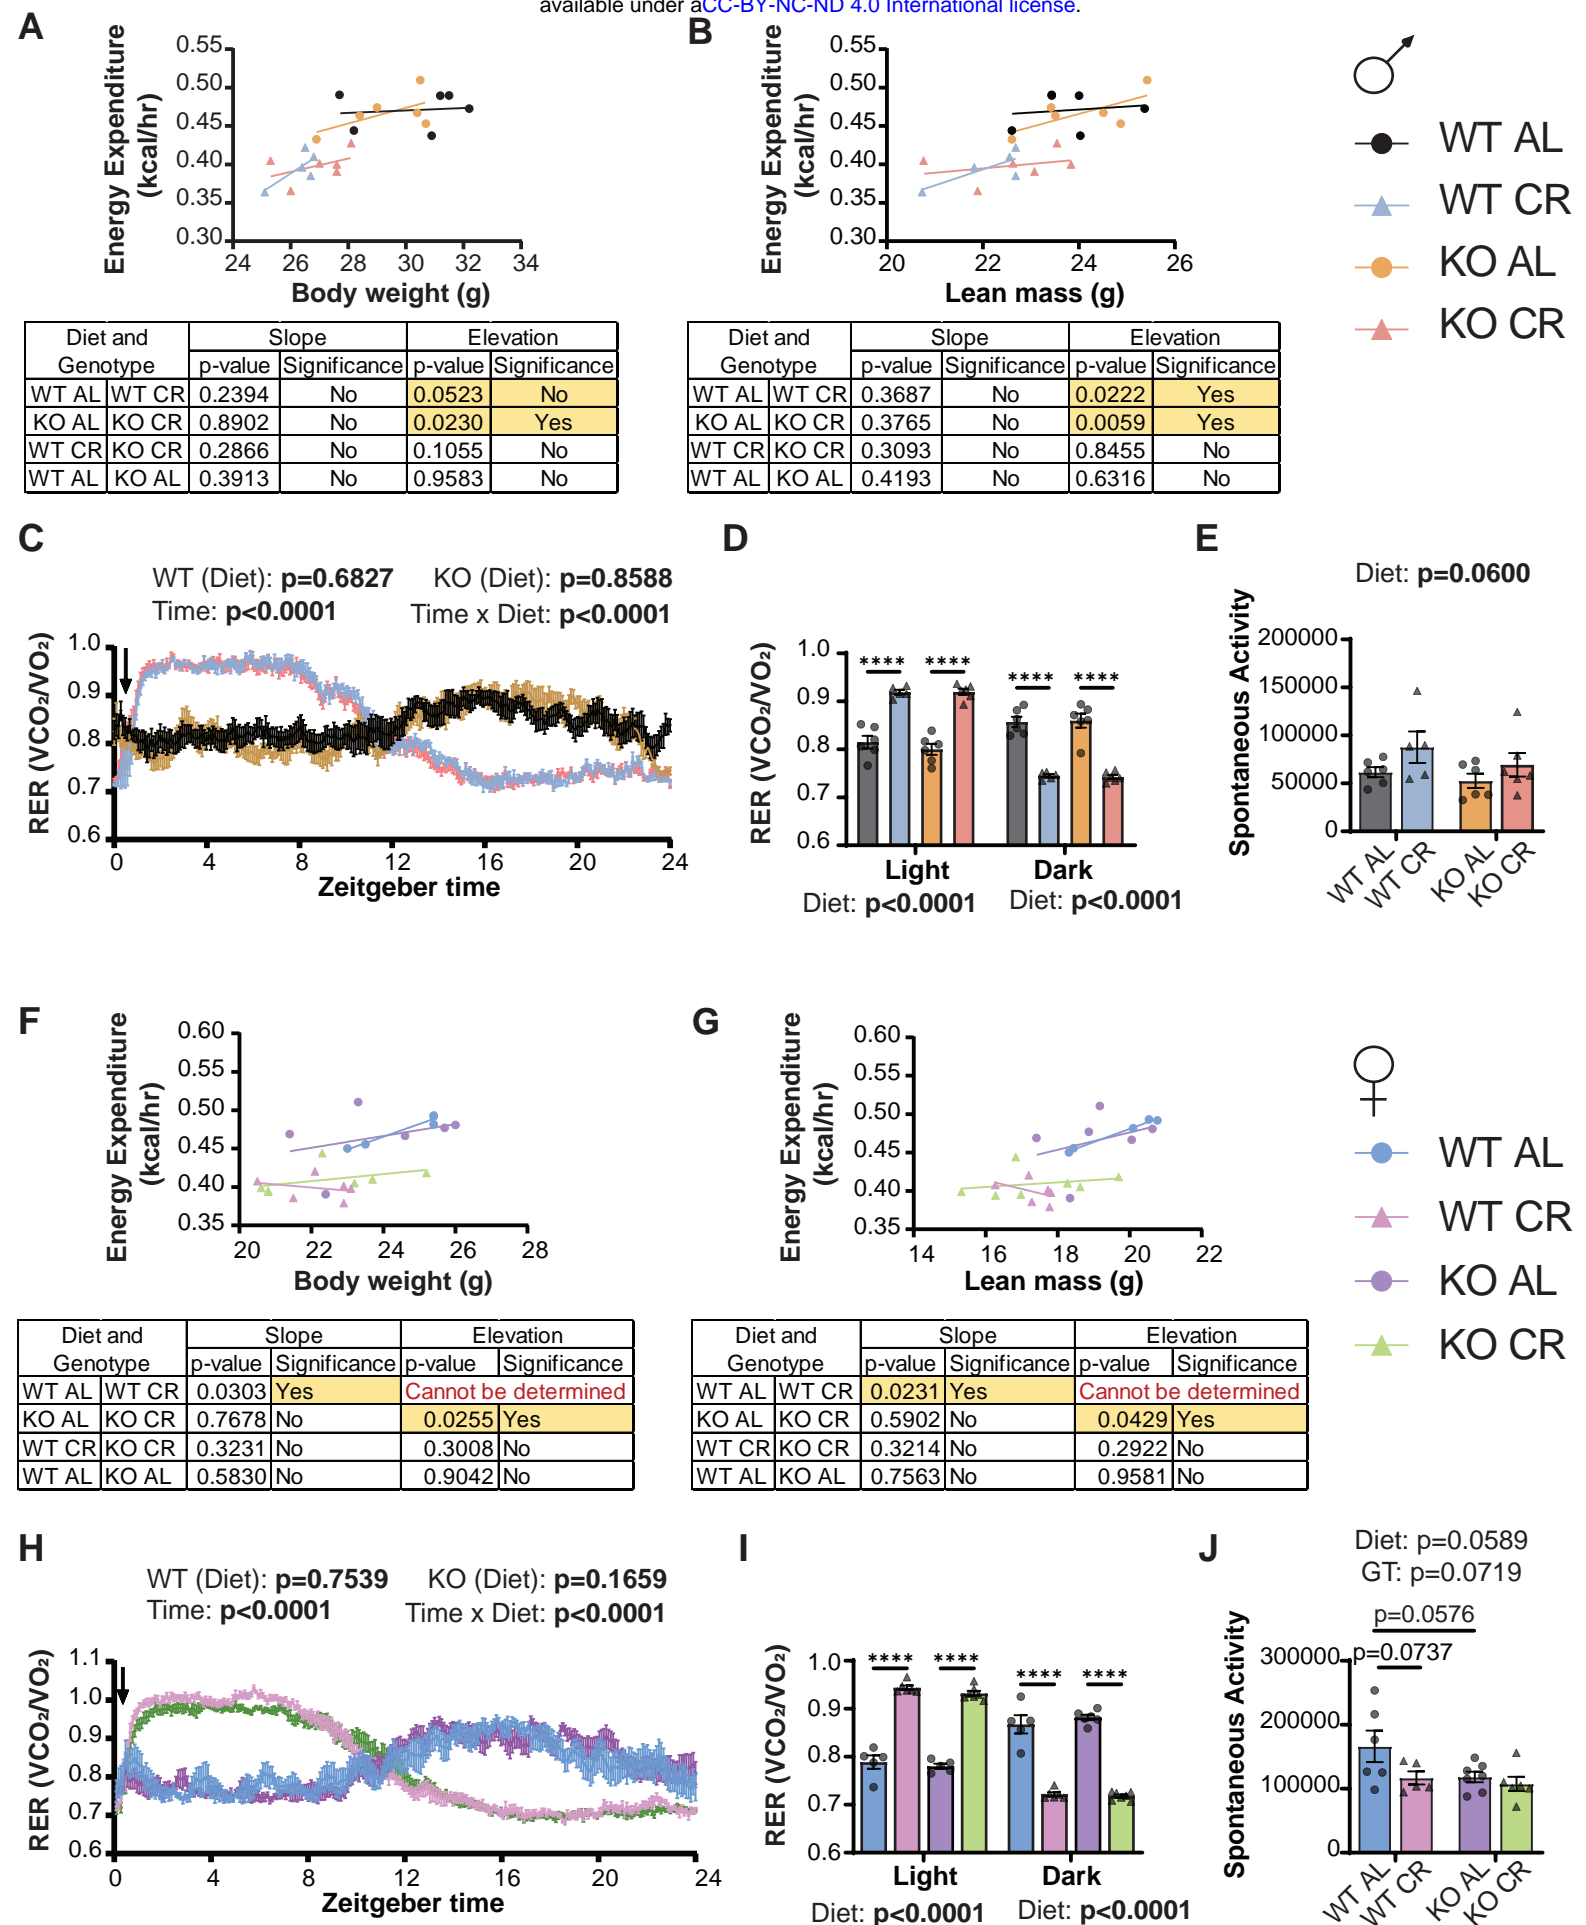 available under aCC-BY-NC-ND 4.0 International license.
A
Energy Expenditure
(kcal/hr)
0.55
0.50
0.45
0.40
0.35
0.30
24 26 28 30 32 34
Body weight (g)
B
Energy Expenditure
(kcal/hr)
0.55
0.50
0.45
0.40
0.35
0.30
20 22 24 26
Lean mass (g)
WT AL
WT CR
KO AL
KO CR
Diet and Genotype Slope Elevation
p-value Significance p-value Significance
WT AL WT CR 0.2394 No 0.0523 No
KO AL KO CR 0.8902 No 0.0230 Yes
WT CR KO CR 0.2866 No 0.1055 No
WT AL KO AL 0.3913 No 0.9583 No
Diet and Genotype Slope Elevation
p-value Significance p-value Significance
WT AL WT CR 0.3687 No 0.0222 Yes
KO AL KO CR 0.3765 No 0.0059 Yes
WT CR KO CR 0.3093 No 0.8455 No
WT AL KO AL 0.4193 No 0.6316 No
C
WT (Diet): p=0.6827 KO (Diet): p=0.8588
Time: p<0.0001 Time x Diet: p<0.0001
RER (VCO₂/VO₂)
1.0
0.9
0.8
0.7
0.6
0 4 8 12 16 20 24
Zeitgeber time
D
RER (VCO₂/VO₂)
1.0
0.9
0.8
0.7
0.6
**** **** **** ****
Light Dark
Diet: p<0.0001 Diet: p<0.0001
E
Diet: p=0.0600
Spontaneous Activity
200000
150000
100000
50000
0
WT AL WT CR KO AL KO CR
F
Energy Expenditure
(kcal/hr)
0.60
0.55
0.50
0.45
0.40
0.35
20 22 24 26 28
Body weight (g)
G
Energy Expenditure
(kcal/hr)
0.60
0.55
0.50
0.45
0.40
0.35
14 16 18 20 22
Lean mass (g)
WT AL
WT CR
KO AL
KO CR
Diet and Genotype Slope Elevation
p-value Significance p-value Significance
WT AL WT CR 0.0303 Yes Cannot be determined
KO AL KO CR 0.7678 No 0.0255 Yes
WT CR KO CR 0.3231 No 0.3008 No
WT AL KO AL 0.5830 No 0.9042 No
Diet and Genotype Slope Elevation
p-value Significance p-value Significance
WT AL WT CR 0.0231 Yes Cannot be determined
KO AL KO CR 0.5902 No 0.0429 Yes
WT CR KO CR 0.3214 No 0.2922 No
WT AL KO AL 0.7563 No 0.9581 No
H
WT (Diet): p=0.7539 KO (Diet): p=0.1659
Time: p<0.0001 Time x Diet: p<0.0001
RER (VCO₂/VO₂)
1.1
1.0
0.9
0.8
0.7
0.6
0 4 8 12 16 20 24
Zeitgeber time
I
RER (VCO₂/VO₂)
1.0
0.9
0.8
0.7
0.6
**** **** **** ****
Light Dark
Diet: p<0.0001 Diet: p<0.0001
J
Diet: p=0.0589
GT: p=0.0719
p=0.0576
p=0.0737
Spontaneous Activity
300000
200000
100000
0
WT AL WT CR KO AL KO CR